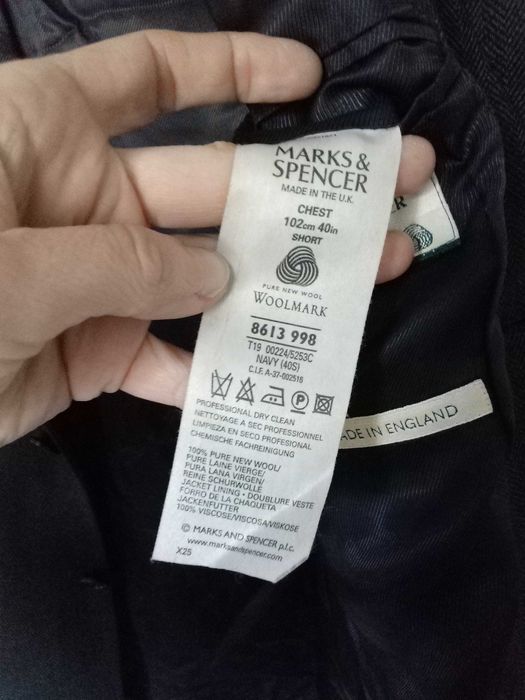 MARKS &
SPENCER
MADE IN THE U.K.
CHEST
102cm 40in
SHORT
PURE NEW WOOL
WOOLMARK
8613 998
T19 00224/5253C
NAVY (40S)
C.I.F. A-37-002516
P
PROFESSIONAL DRY CLEAN
NETTOYAGE A SEC PROFESSIONNEL
LIMPIEZA EN SECO PROFESIONAL
CHEMISCHE FACHREINIGUNG
100% PURE NEW WOOL/
PURE LAINE VIERGE/
PURA LANA VIRGEN/
REINE SCHURWOLLE
JACKET LINING • DOUBLURE VESTE
FORRO DE LA CHAQUETA
JACKENFUTTER
100% VISCOSE/VISCOSA/VISKOSE
© MARKS AND SPENCER p.l.c.
www.marksandspencer.com
X25
ER
ADE IN ENGLAND